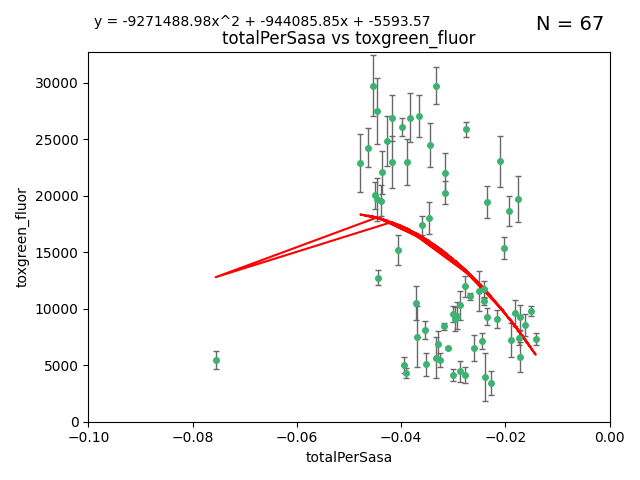 y = -9271488.98x^2 + -944085.85x + -5593.57
N = 67
totalPerSasa vs toxgreen_fluor
30000
25000
20000
15000
10000
5000
0
toxgreen_fluor
−0.10
−0.08
−0.06
−0.04
−0.02
0.00
totalPerSasa